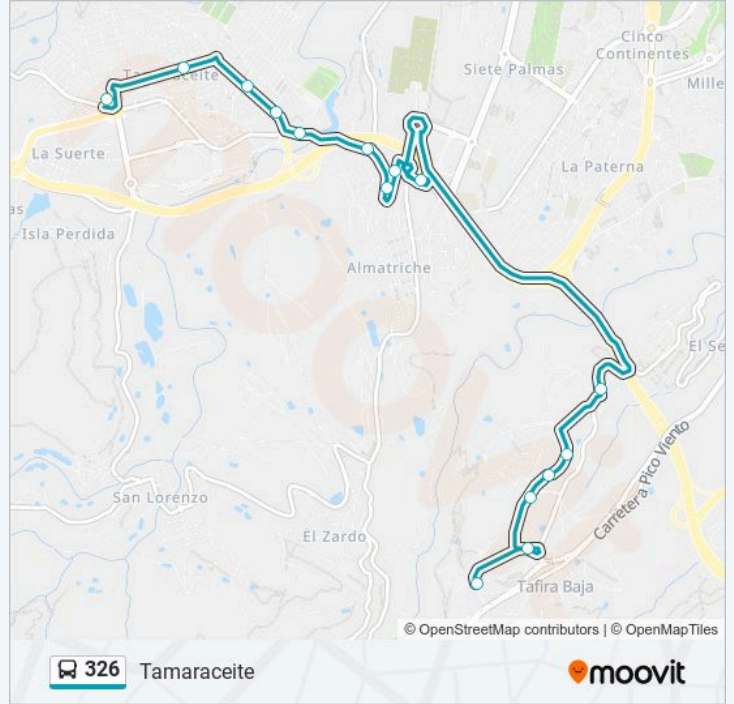 Cinco
Continentes
Siete Palmas
Mille
Tamaraceite
La Suerte
La Paterna
as
Isla Perdida
Almatriche
El Se
Carretera Pico Viento
San Lorenzo
El Zardo
Tafira Baja
© OpenStreetMap contributors | © OpenMapTiles
326 Tamaraceite
moovit